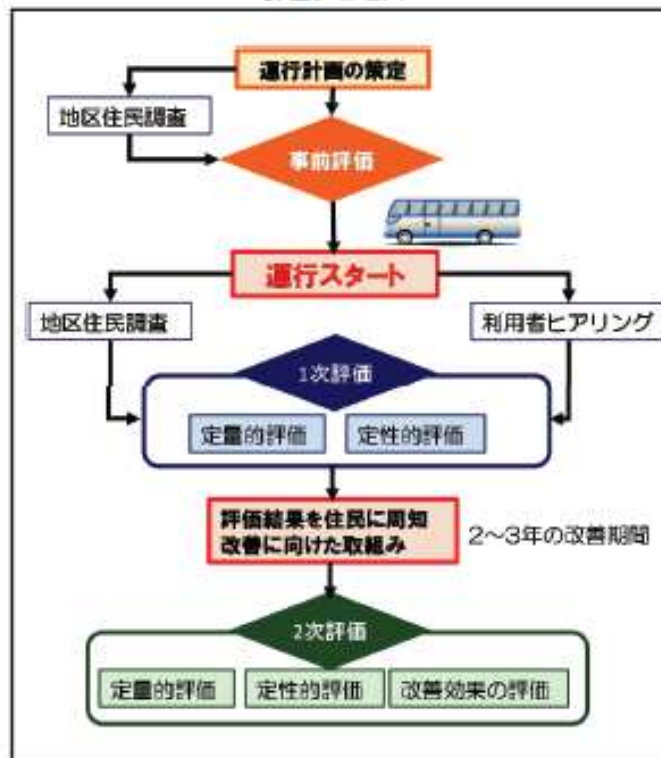 運行計画の策定
地区住民調査
事前評価
運行スタート
地区住民調査
利用者ヒアリング
1次評価
定量的評価
定性的評価
評価結果を住民に周知
改善に向けた取組み
2〜3年の改善期間
2次評価
定量的評価
定性的評価
改善効果の評価